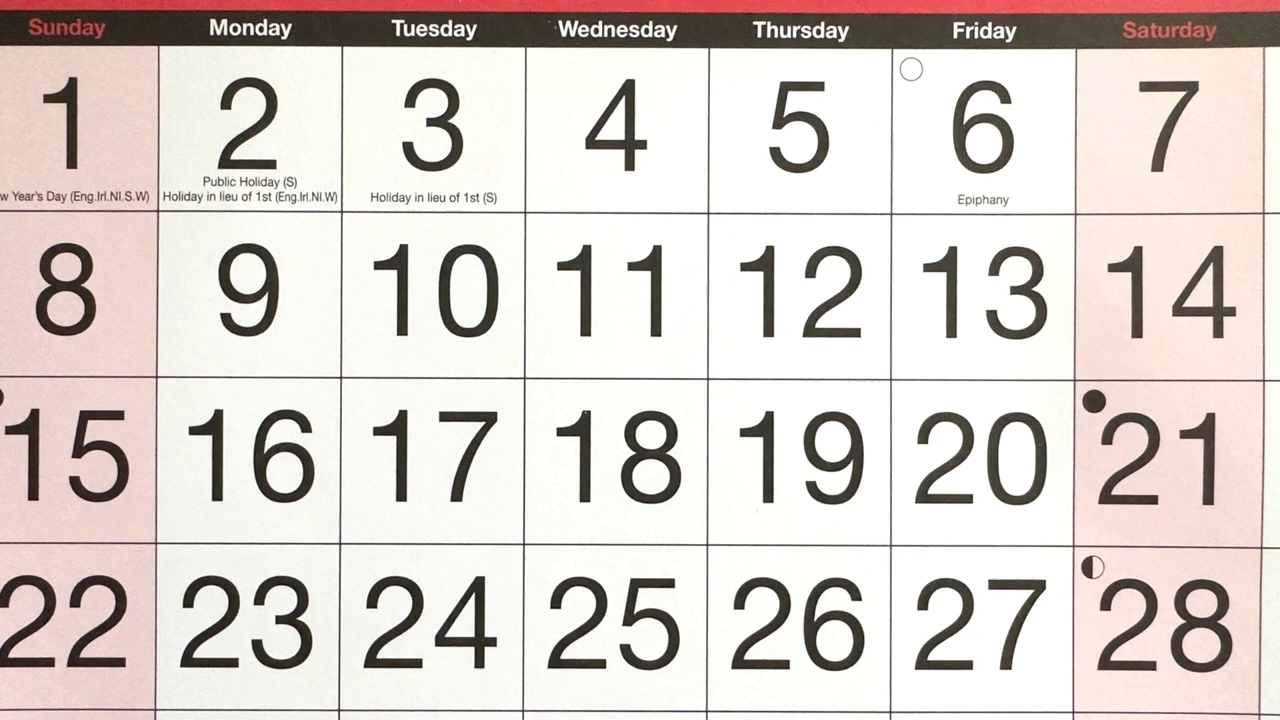 Sunday Monday Tuesday Wednesday Thursday Friday Saturday
1 2 3 4 5 6 7
Public Holiday (S)
w Year's Day (Eng.Irl.NI.S.W) Holiday in lieu of 1st (Eng.Irl.NI.W) Holiday in lieu of 1st (S) Epiphany
8 9 10 11 12 13 14
15 16 17 18 19 20 21
22 23 24 25 26 27 28